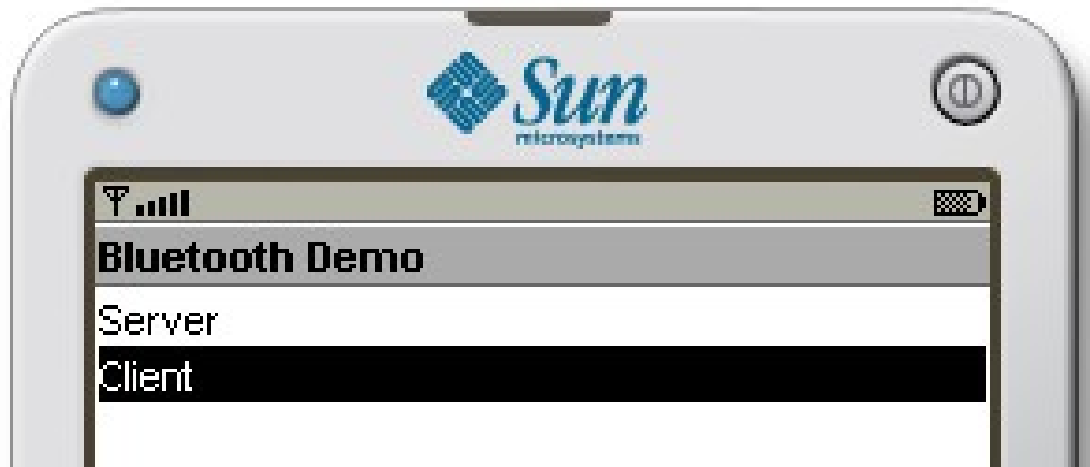 Sun
microsystems
Bluetooth Demo
Server
Client